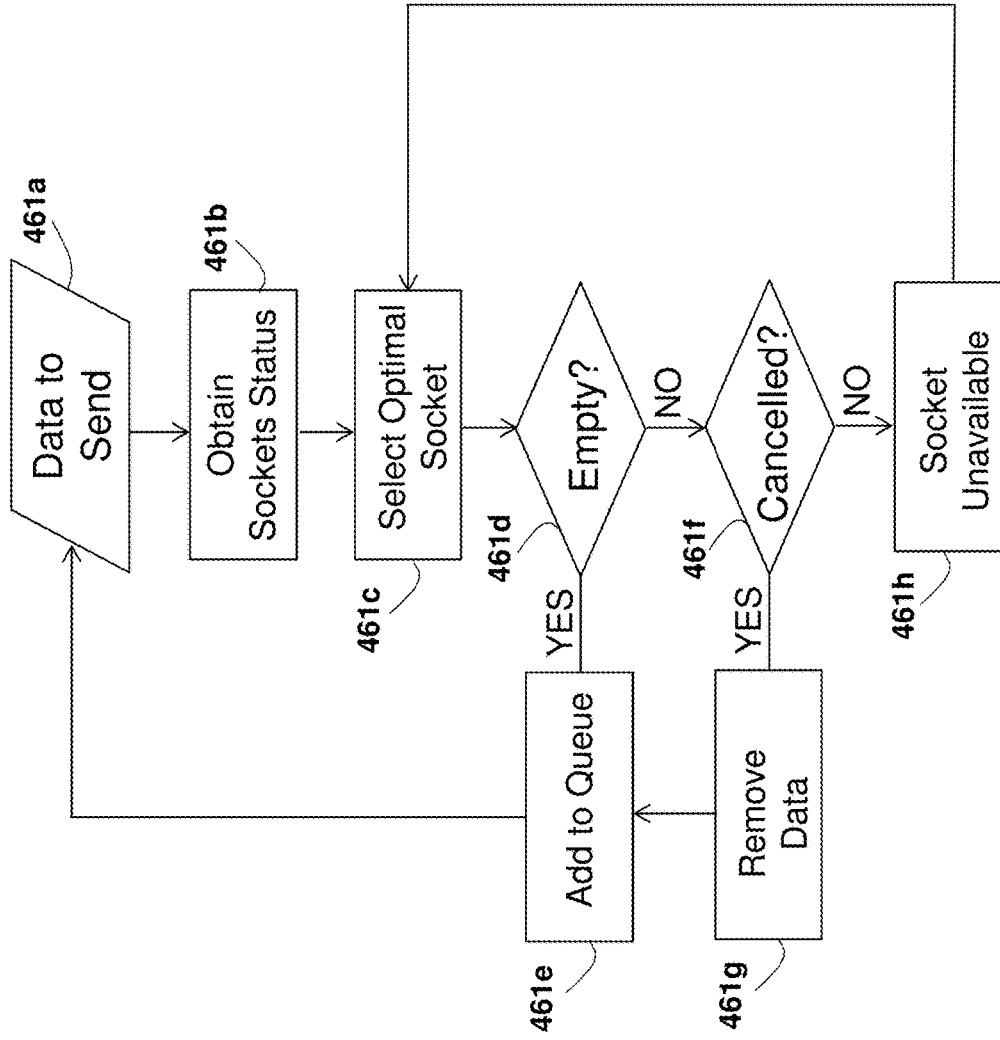 461a
Data to
Send
461b
Obtain
Sockets Status
461c
Select Optimal
Socket
461d
Empty?
YES
NO
461e
Add to Queue
461f
Cancelled?
YES
NO
461g
Remove
Data
461h
Socket
Unavailable